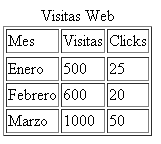 Visitas Web
Mes Visitas Clicks
Enero 500 25
Febrero 600 20
Marzo 1000 50